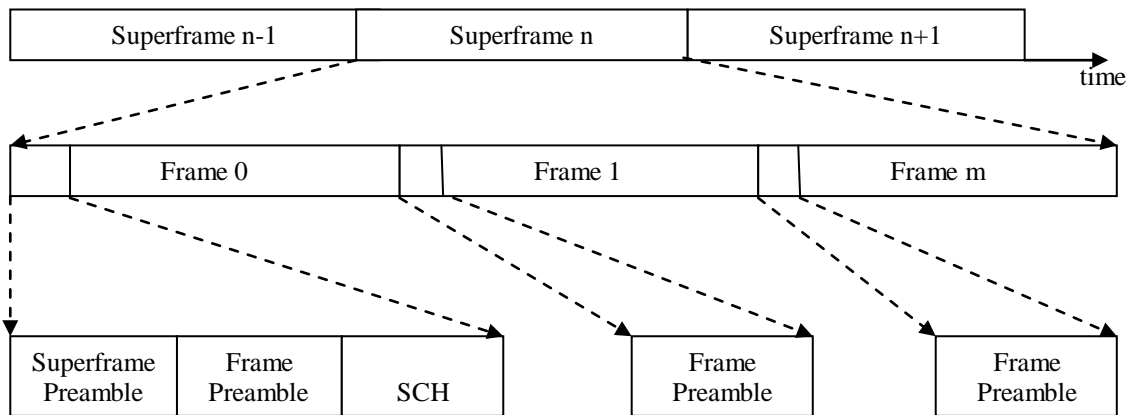 Superframe n-1
Superframe n
Superframe n+1
time
Frame 0
Frame 1
Frame m
Superframe
Preamble
Frame
Preamble
SCH
Frame
Preamble
Frame
Preamble